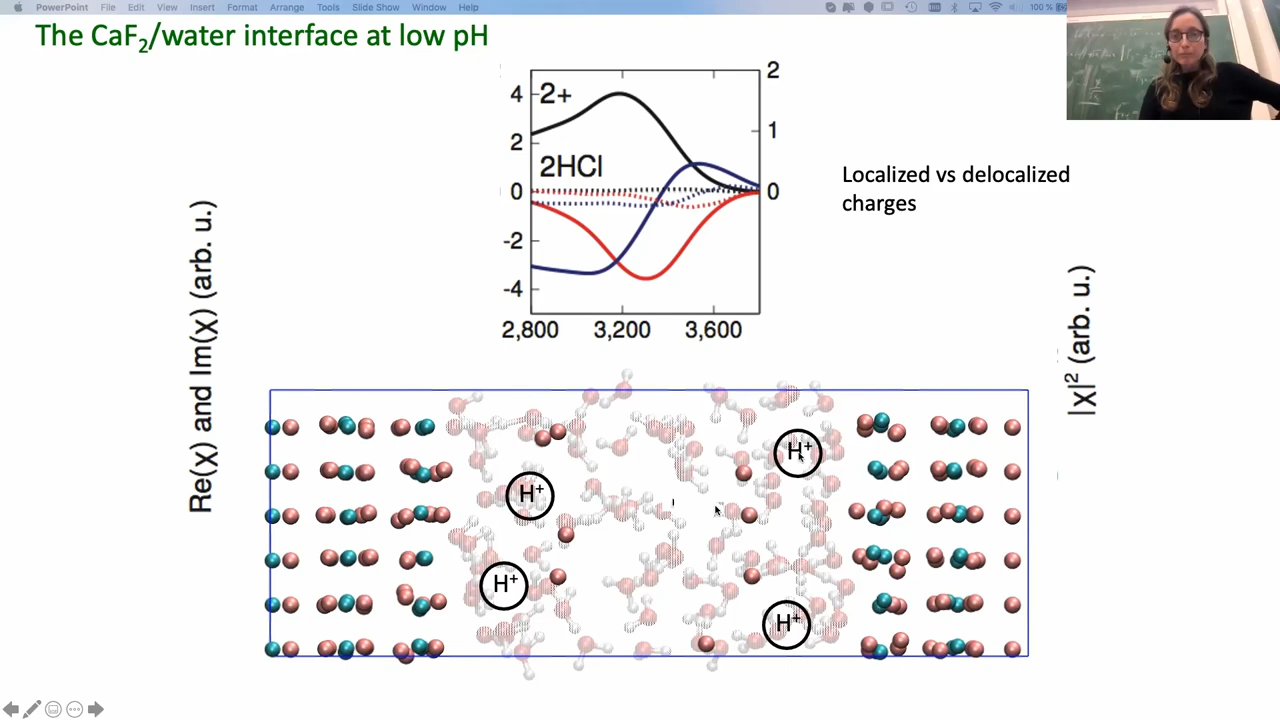 PowerPoint File Edit View Insert Format Arrange Tools Slide Show Window Help 100 %
The CaF₂/water interface at low pH
4 2+ 2
2 1
2HCl
0 0
-2
-4
2,800 3,200 3,600
Localized vs delocalized
charges
Re(χ) and Im(χ) (arb. u.)
|χ|² (arb. u.)
H⁺
H⁺
H⁺
H⁺